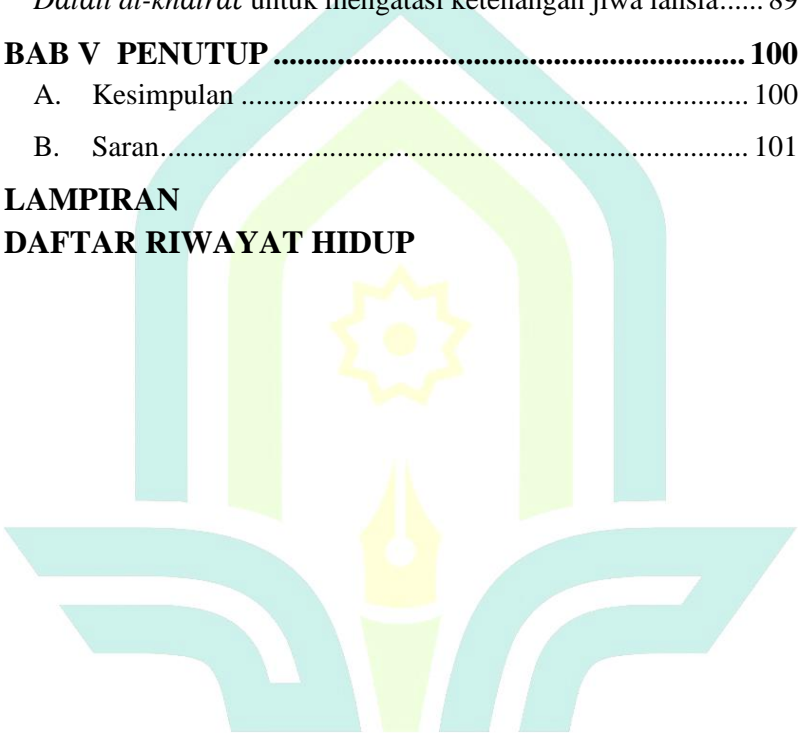 Dalail al-khairat untuk mengatasi ketenangan jiwa lansia...... 89
BAB V PENUTUP ........................................................ 100
A. Kesimpulan ............................................................. 100
B. Saran....................................................................... 101
LAMPIRAN
DAFTAR RIWAYAT HIDUP